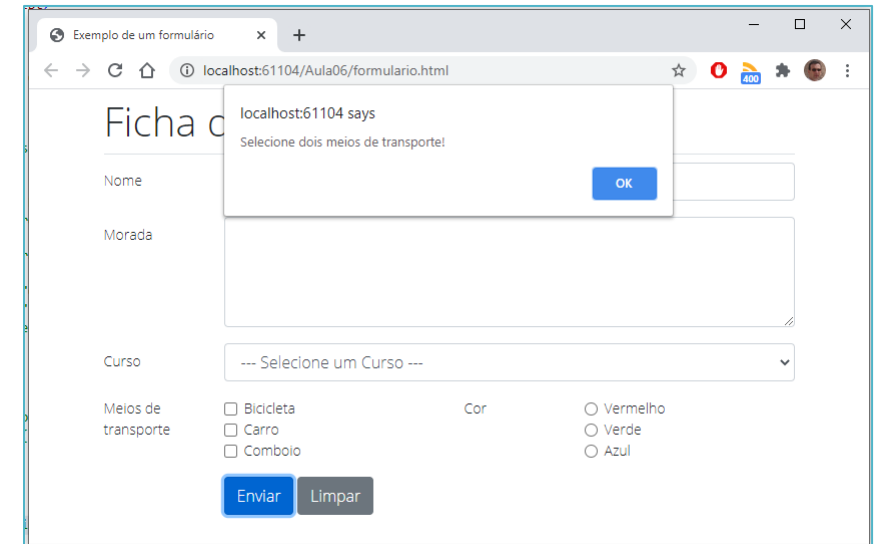 Exemplo de um formulário
localhost:61104/Aula06/formulario.html
400
localhost:61104 says
Selecione dois meios de transporte!
OK
Ficha
Nome
Morada
Curso
--- Selecione um Curso ---
Meios de transporte
Bicicleta
Carro
Comboio
Cor
Vermelho
Verde
Azul
Enviar
Limpar